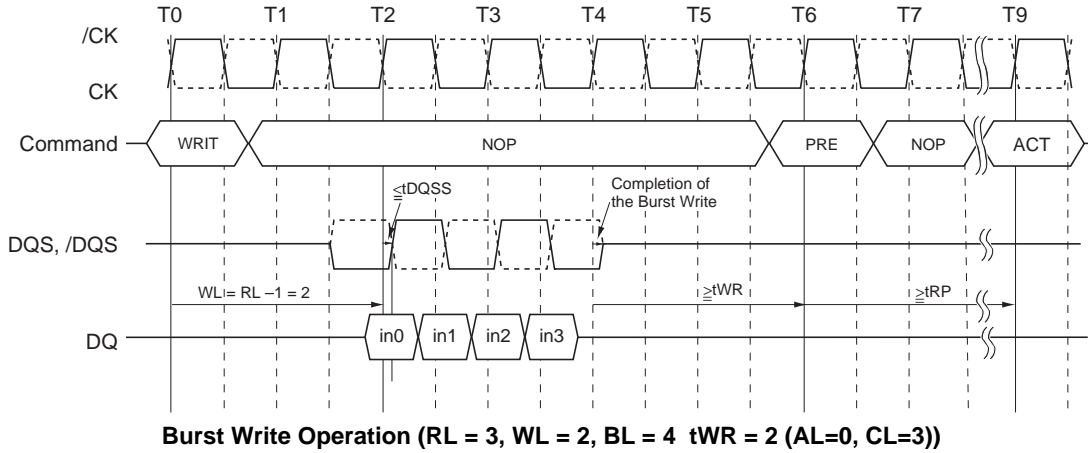 T0 T1 T2 T3 T4 T5 T6 T7 T9
/CK
CK
Command WRIT NOP PRE NOP ACT
≦tDQSS
Completion of
the Burst Write
DQS, /DQS
WL = RL –1 = 2 ≧tWR ≧tRP
DQ in0 in1 in2 in3
Burst Write Operation (RL = 3, WL = 2, BL = 4 tWR = 2 (AL=0, CL=3))